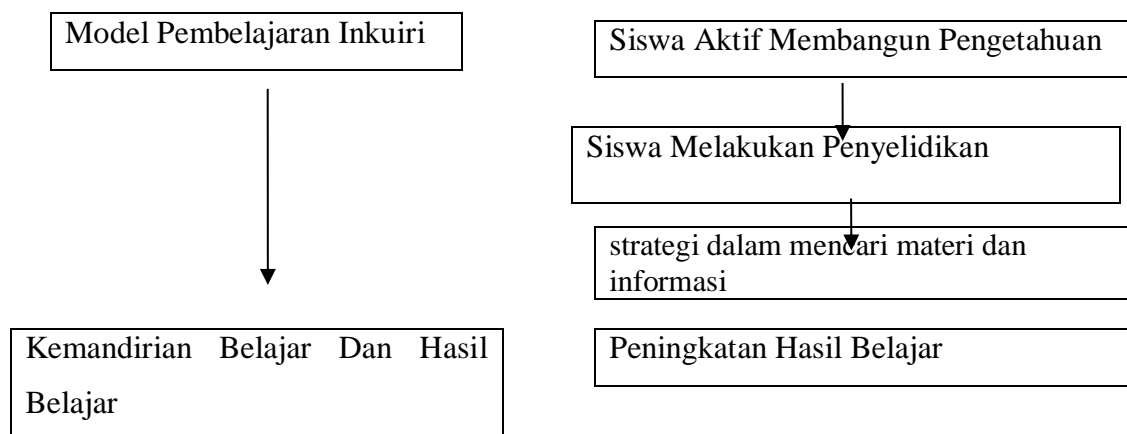 Model Pembelajaran Inkuiri
Kemandirian Belajar Dan Hasil
Belajar
Siswa Aktif Membangun Pengetahuan
Siswa Melakukan Penyelidikan
strategi dalam mencari materi dan
informasi
Peningkatan Hasil Belajar